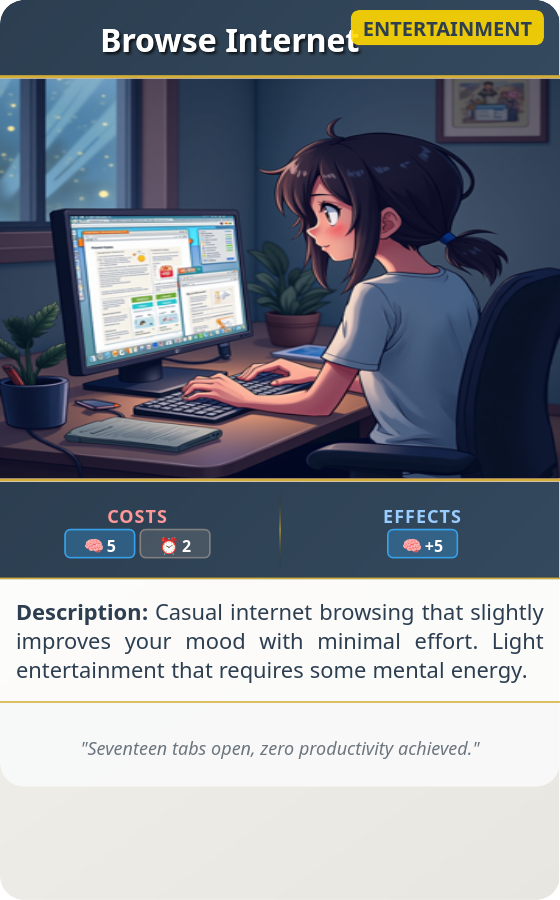 Browse Internet
ENTERTAINMENT
COSTS
🧠 5 ⏰ 2
EFFECTS
🧠 +5
Description: Casual internet browsing that slightly
improves your mood with minimal effort. Light
entertainment that requires some mental energy.
"Seventeen tabs open, zero productivity achieved."